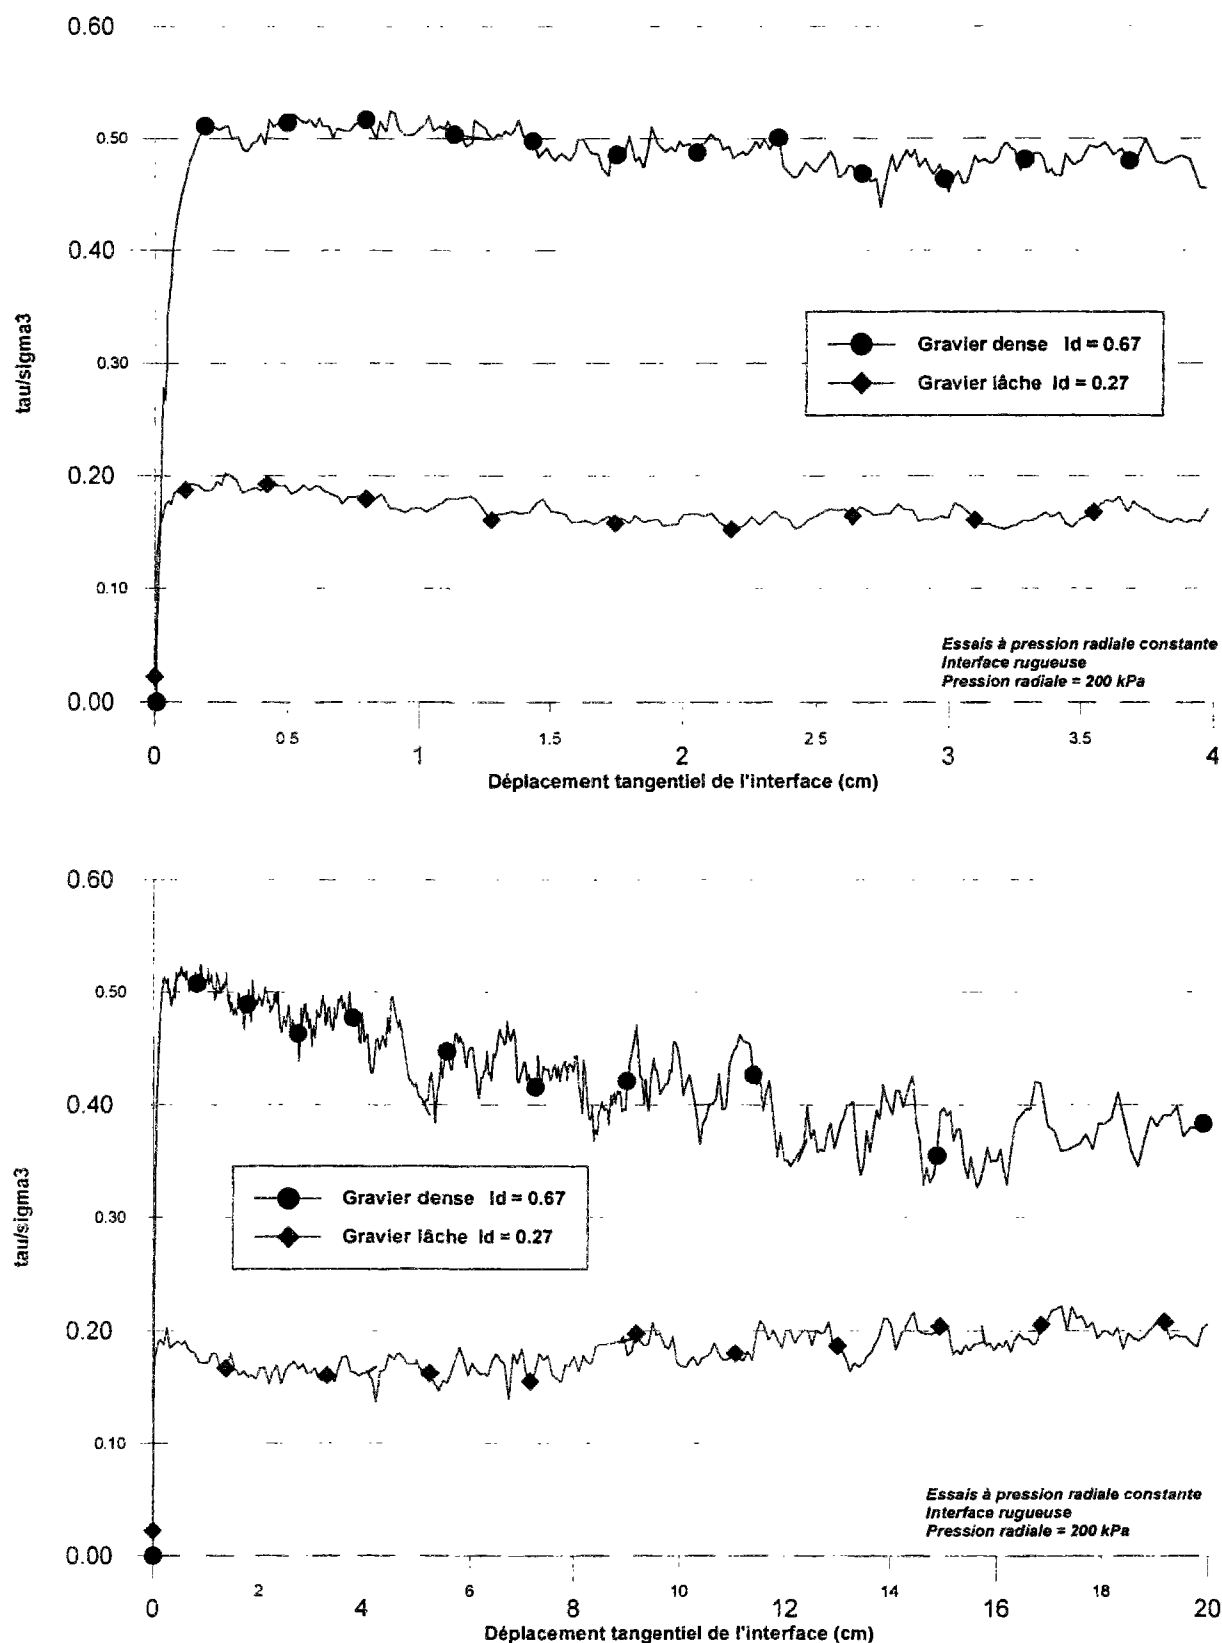 0.60
0.50
0.40
tau/sigma3
0.30
Gravier dense Id = 0.67
Gravier lâche Id = 0.27
0.20
0.10
Essais à pression radiale constante
Interface rugueuse
Pression radiale = 200 kPa
0.00
0 0.5 1 1.5 2 2.5 3 3.5 4
Déplacement tangentiel de l'interface (cm)
0.60
0.50
0.40
tau/sigma3
Gravier dense Id = 0.67
Gravier lâche Id = 0.27
0.30
0.20
0.10
Essais à pression radiale constante
Interface rugueuse
Pression radiale = 200 kPa
0.00
0 2 4 6 8 10 12 14 16 18 20
Déplacement tangentiel de l'interface (cm)